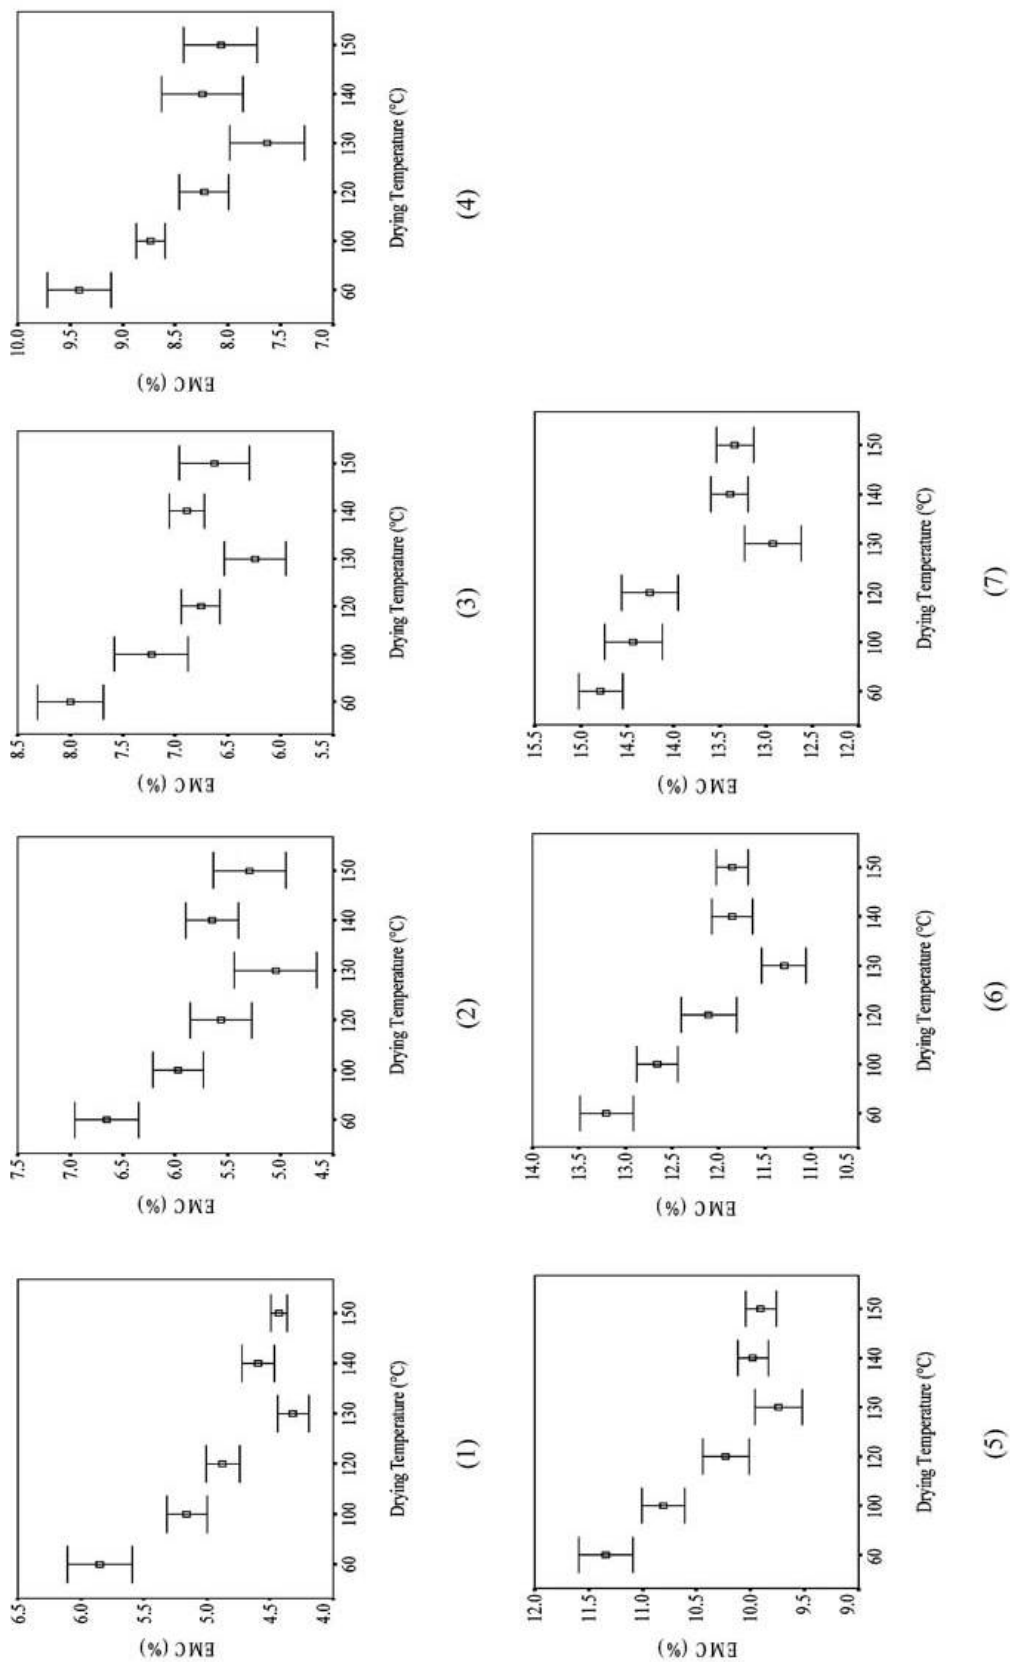 EMC (%)
6.5
6.0
5.5
5.0
4.5
4.0
60 100 120 130 140 150
Drying Temperature (°C)
(1)
EMC (%)
7.5
7.0
6.5
6.0
5.5
5.0
4.5
60 100 120 130 140 150
Drying Temperature (°C)
(2)
EMC (%)
8.5
8.0
7.5
7.0
6.5
6.0
5.5
60 100 120 130 140 150
Drying Temperature (°C)
(3)
EMC (%)
10.0
9.5
9.0
8.5
8.0
7.5
7.0
60 100 120 130 140 150
Drying Temperature (°C)
(4)
EMC (%)
12.0
11.5
11.0
10.5
10.0
9.5
9.0
60 100 120 130 140 150
Drying Temperature (°C)
(5)
EMC (%)
14.0
13.5
13.0
12.5
12.0
11.5
11.0
10.5
60 100 120 130 140 150
Drying Temperature (°C)
(6)
EMC (%)
15.5
15.0
14.5
14.0
13.5
13.0
12.5
12.0
60 100 120 130 140 150
Drying Temperature (°C)
(7)